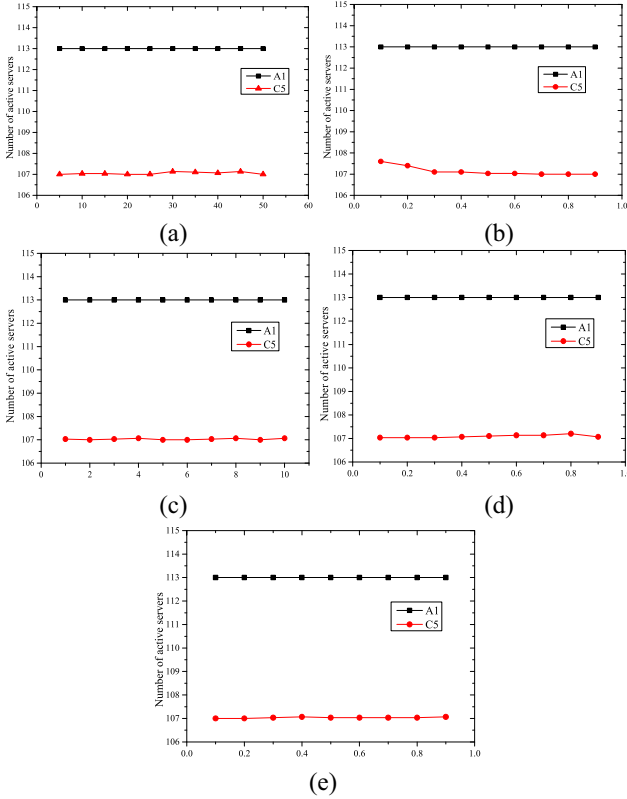 115
114
113
112
111
110
109
108
107
106
Number of active servers
A1
C5
0 10 20 30 40 50 60
(a)
115
114
113
112
111
110
109
108
107
106
Number of active servers
A1
C5
0.0 0.2 0.4 0.6 0.8 1.0
(b)
115
114
113
112
111
110
109
108
107
106
Number of active servers
A1
C5
0 2 4 6 8 10
(c)
115
114
113
112
111
110
109
108
107
106
Number of active servers
A1
C5
0.0 0.2 0.4 0.6 0.8 1.0
(d)
115
114
113
112
111
110
109
108
107
106
Number of active servers
A1
C5
0.0 0.2 0.4 0.6 0.8 1.0
(e)